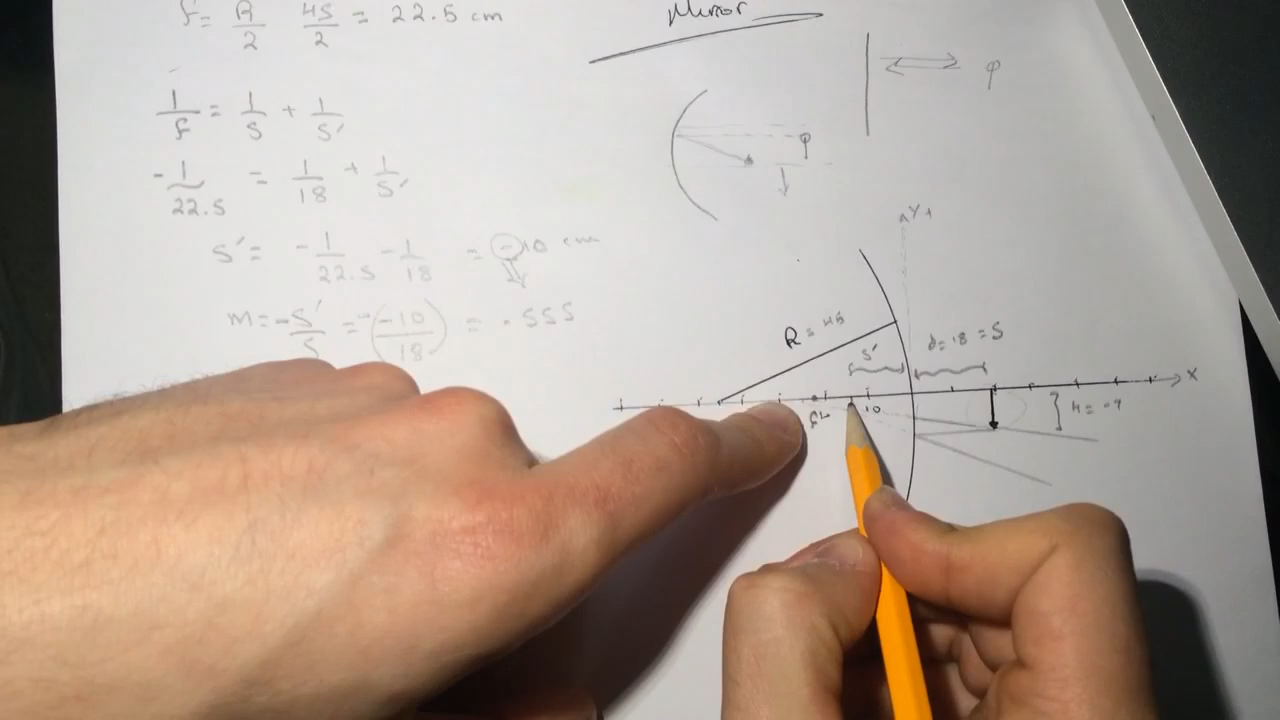 f = R/2 45/2 = 22.5 cm
1/f = 1/s + 1/s'
-1/22.5 = 1/18 + 1/s'
s' = -1/22.5 - 1/18 = -10 cm
M = -s'/s = -(-10/18) = .555
Mirror
Y+
R = 45
s'
d = 18 = S
X
10